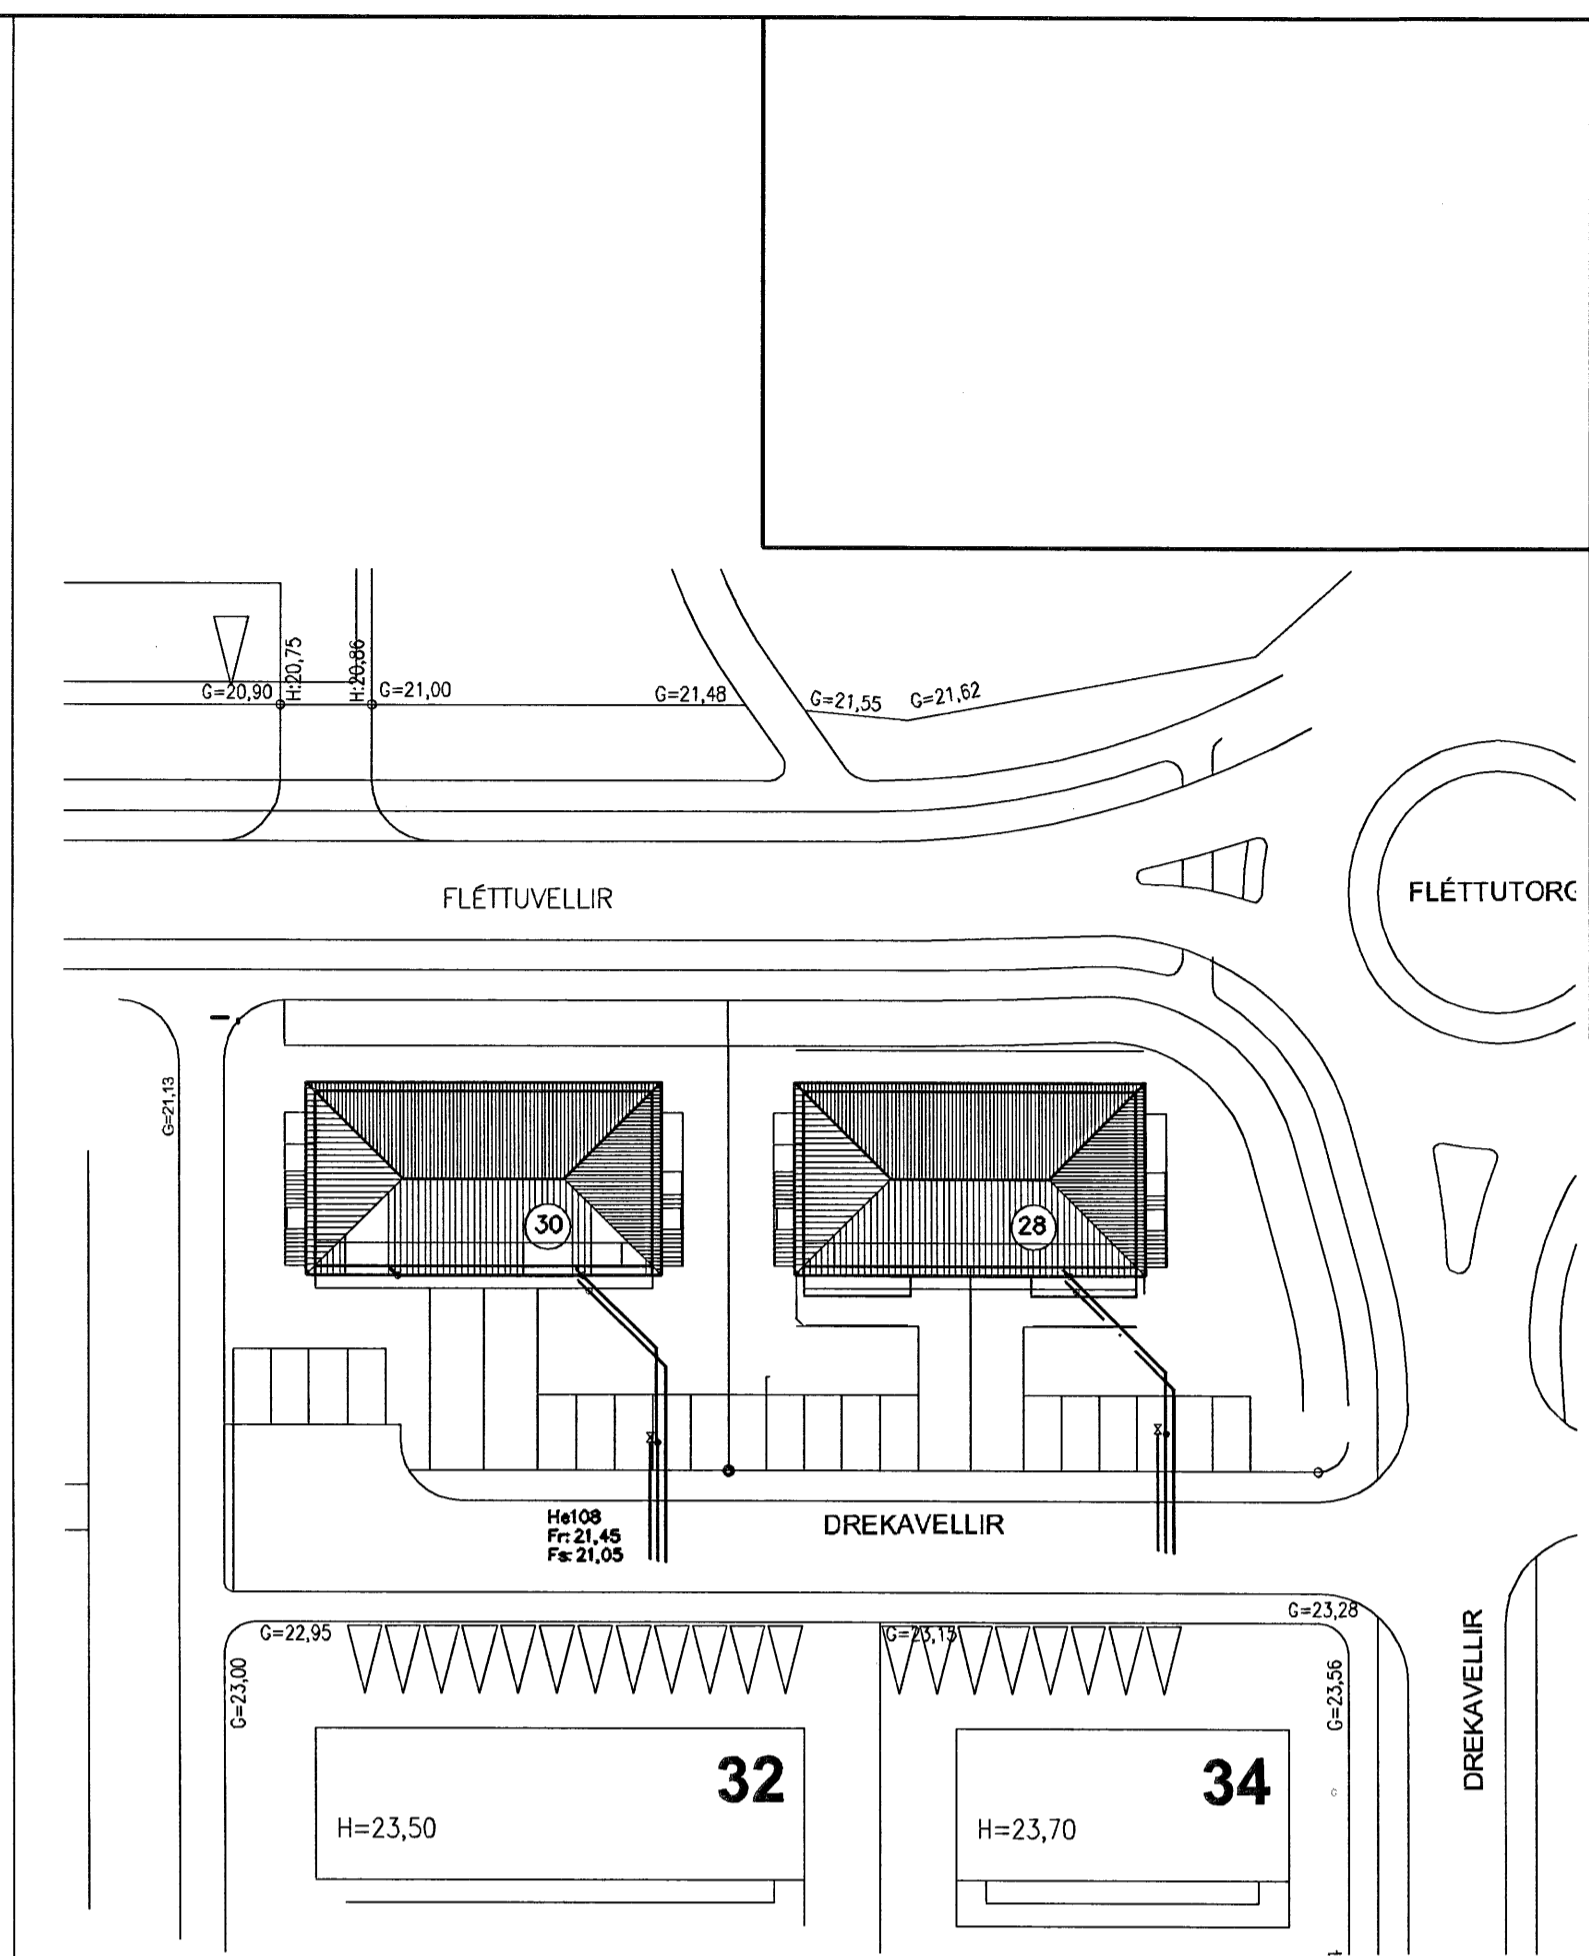 H:20,75
H:20,86
G=20,90
G=21,00
G=21,48
G=21,55
G=21,62
FLÉTTUVELLIR
FLÉTTUTORG
G=21,13
30
28
He108
Fr: 21,45
Fs: 21,05
DREKAVELLIR
G=22,95
G=23,15
G=23,28
G=23,00
G=23,56
DREKAVELLIR
32
H=23,50
34
H=23,70